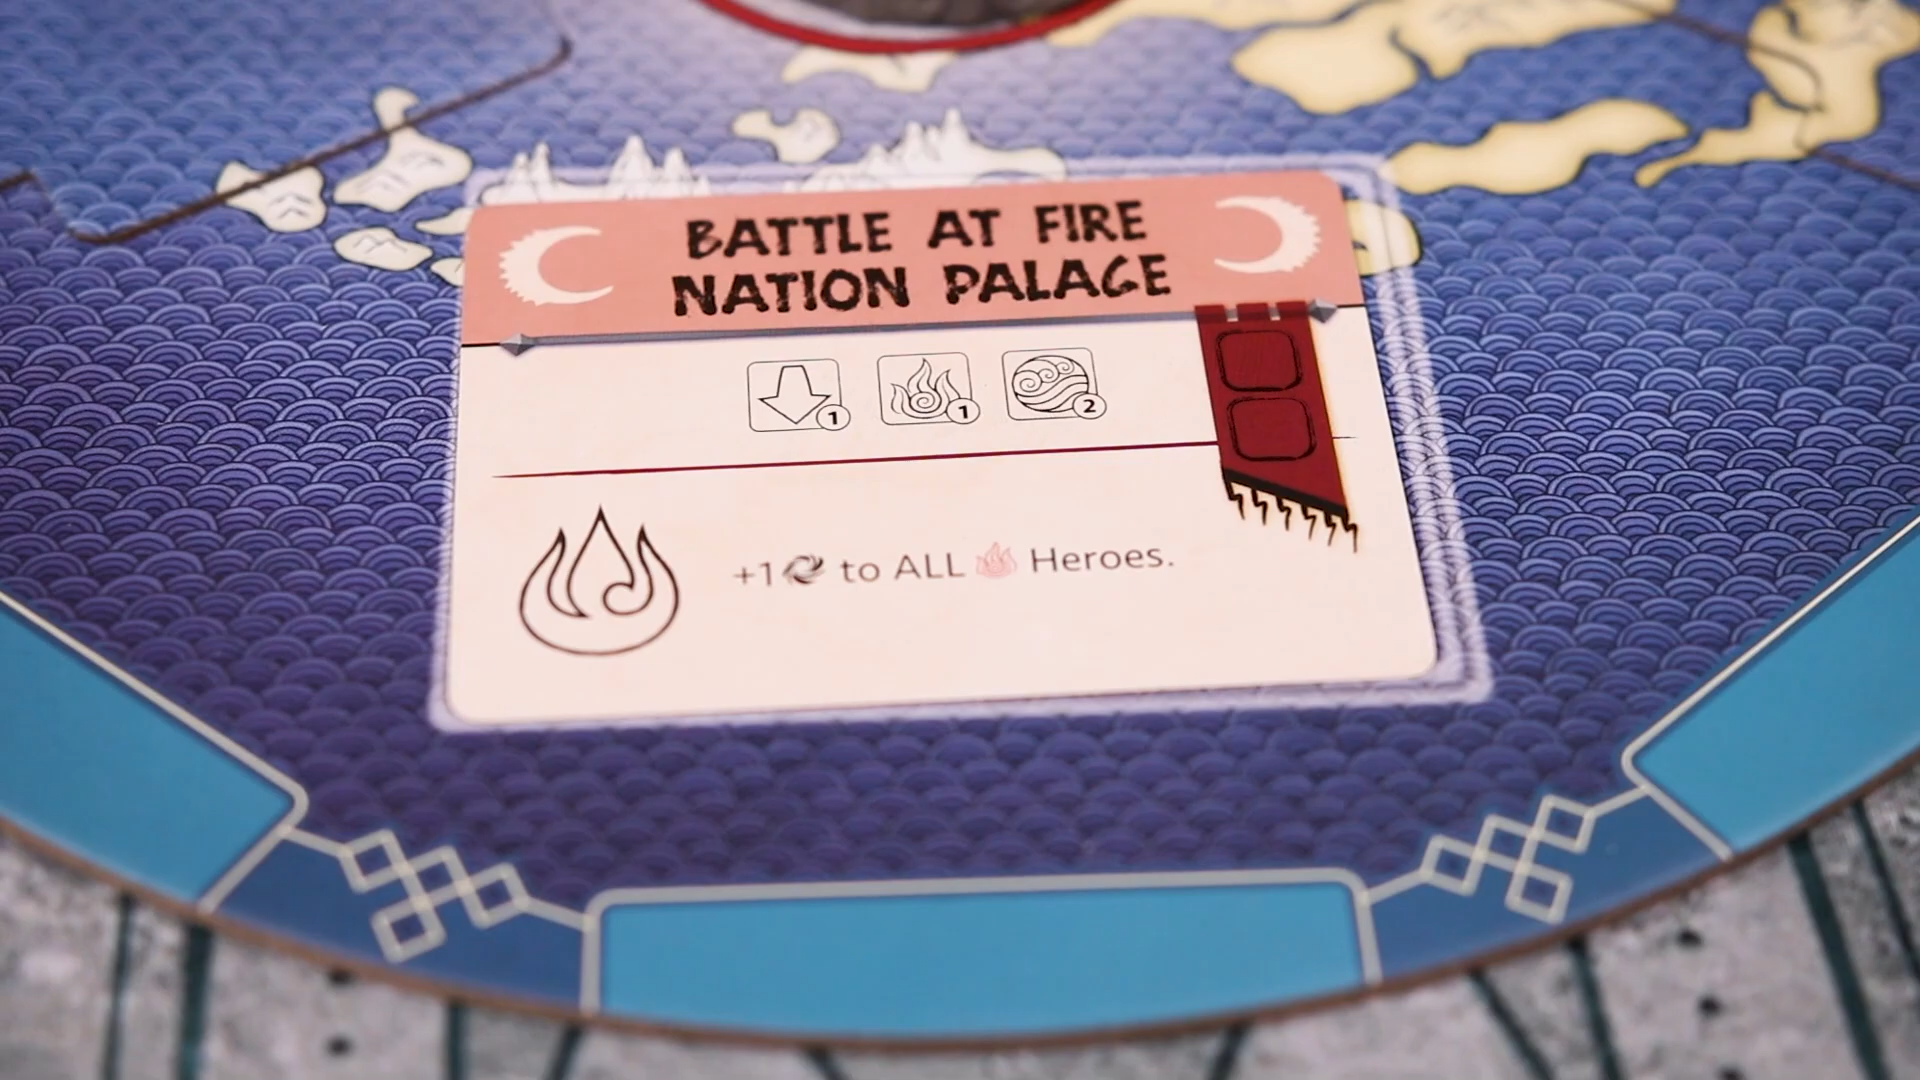 BATTLE AT FIRE
NATION PALACE
1 1 2
+1 to ALL Heroes.